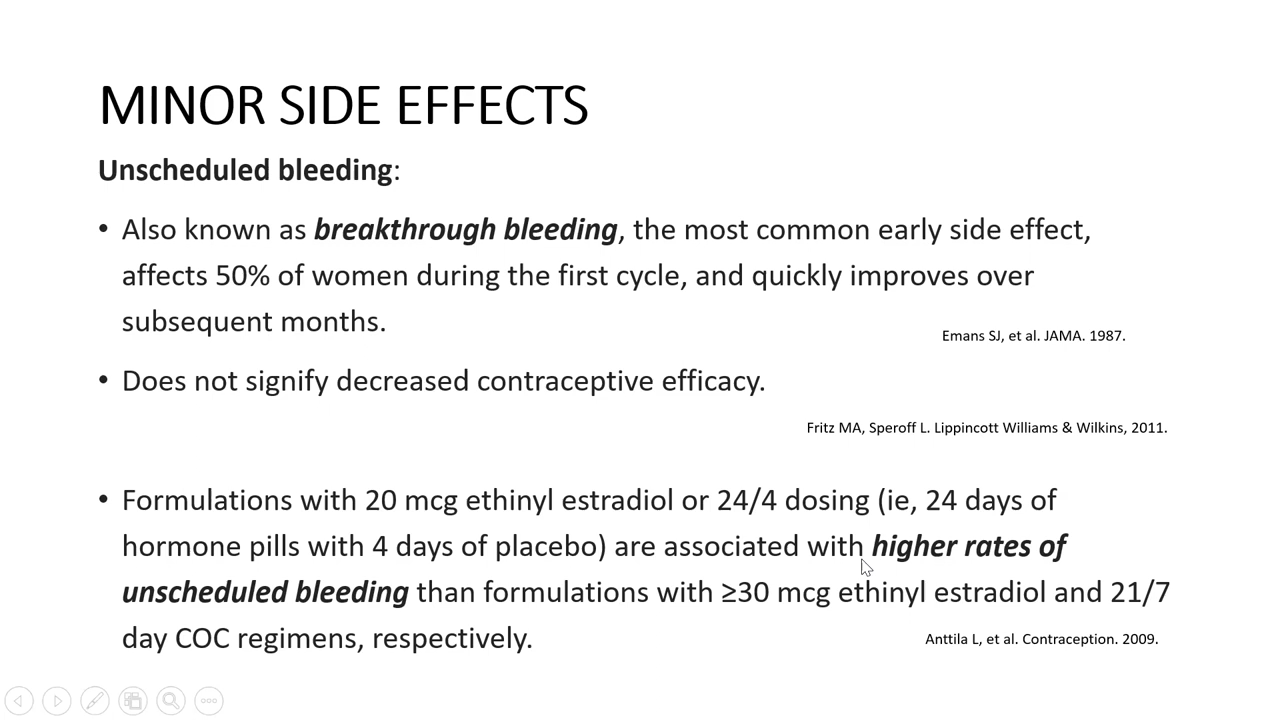 MINOR SIDE EFFECTS
Unscheduled bleeding:
• Also known as breakthrough bleeding, the most common early side effect,
affects 50% of women during the first cycle, and quickly improves over
subsequent months.
Emans SJ, et al. JAMA. 1987.
• Does not signify decreased contraceptive efficacy.
Fritz MA, Speroff L. Lippincott Williams & Wilkins, 2011.
• Formulations with 20 mcg ethinyl estradiol or 24/4 dosing (ie, 24 days of
hormone pills with 4 days of placebo) are associated with higher rates of
unscheduled bleeding than formulations with ≥30 mcg ethinyl estradiol and 21/7
day COC regimens, respectively.
Anttila L, et al. Contraception. 2009.